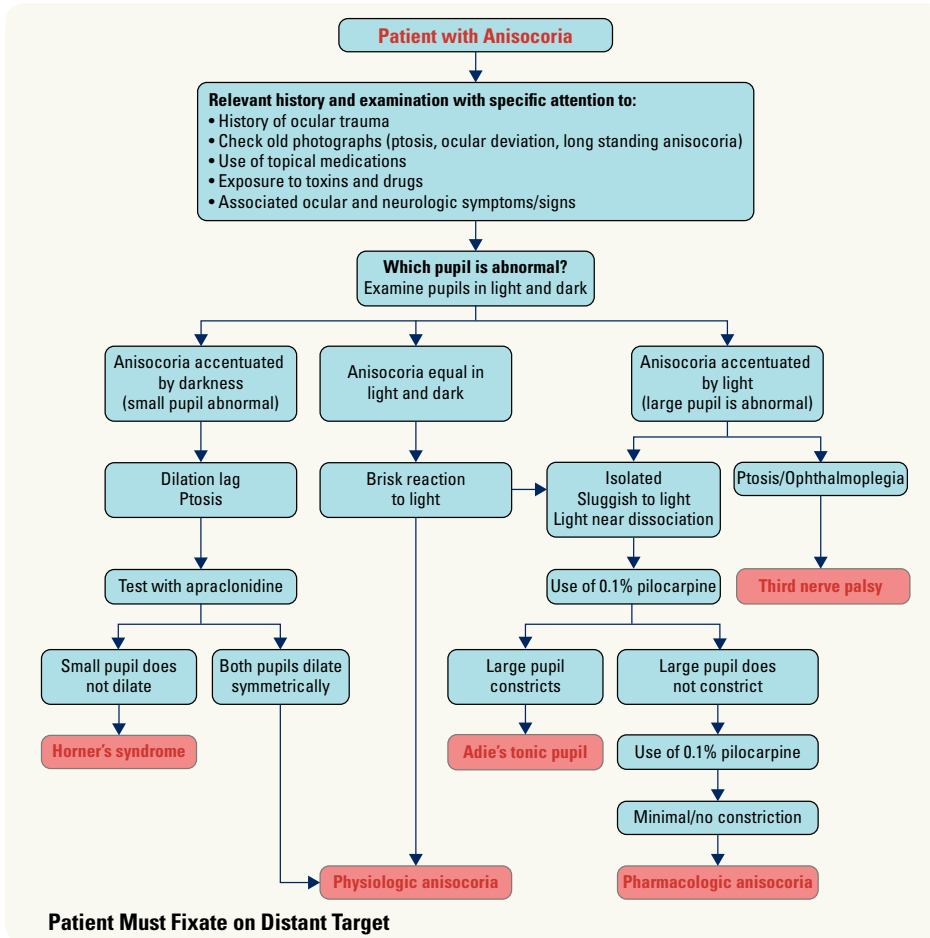 Patient with Anisocoria
Relevant history and examination with specific attention to:
• History of ocular trauma
• Check old photographs (ptosis, ocular deviation, long standing anisocoria)
• Use of topical medications
• Exposure to toxins and drugs
• Associated ocular and neurologic symptoms/signs
Which pupil is abnormal?
Examine pupils in light and dark
Anisocoria accentuated
by darkness
(small pupil abnormal)
Anisocoria equal in
light and dark
Anisocoria accentuated
by light
(large pupil is abnormal)
Dilation lag
Ptosis
Brisk reaction
to light
Isolated
Sluggish to light
Light near dissociation
Ptosis/Ophthalmoplegia
Test with apraclonidine
Use of 0.1% pilocarpine
Third nerve palsy
Small pupil does
not dilate
Both pupils dilate
symmetrically
Large pupil
constricts
Large pupil does
not constrict
Horner's syndrome
Adie's tonic pupil
Use of 0.1% pilocarpine
Minimal/no constriction
Physiologic anisocoria
Pharmacologic anisocoria
Patient Must Fixate on Distant Target